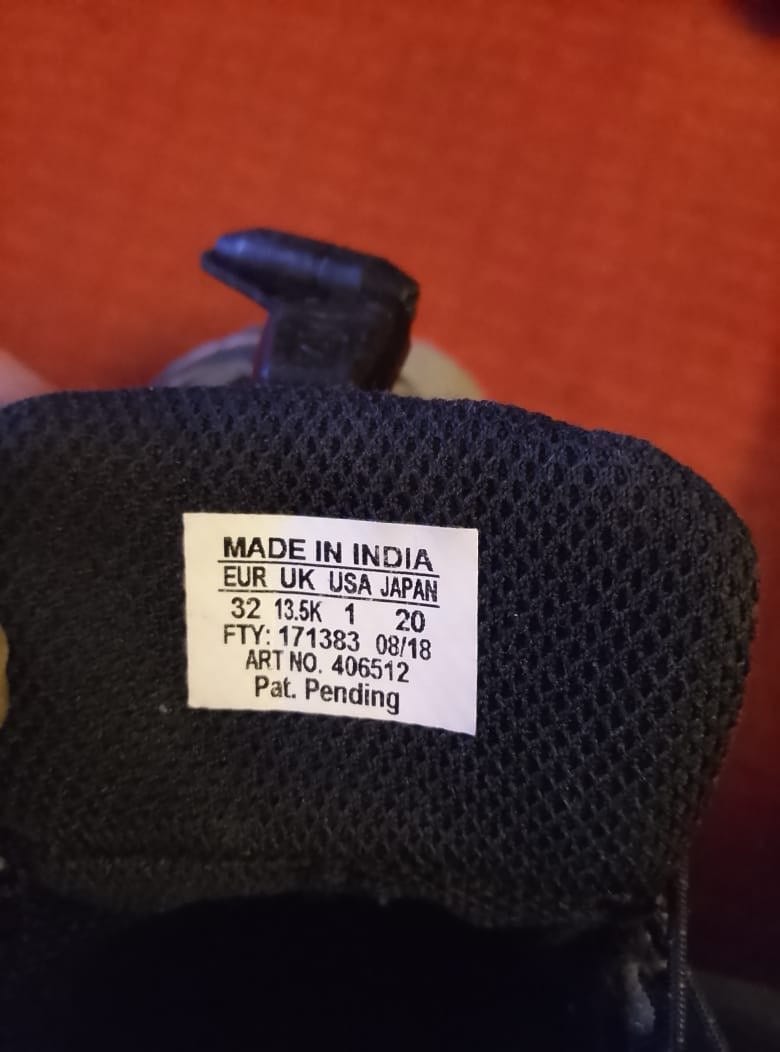 MADE IN INDIA
EUR UK USA JAPAN
32 13.5K 1 20
FTY: 171383 08/18
ART NO. 406512
Pat. Pending